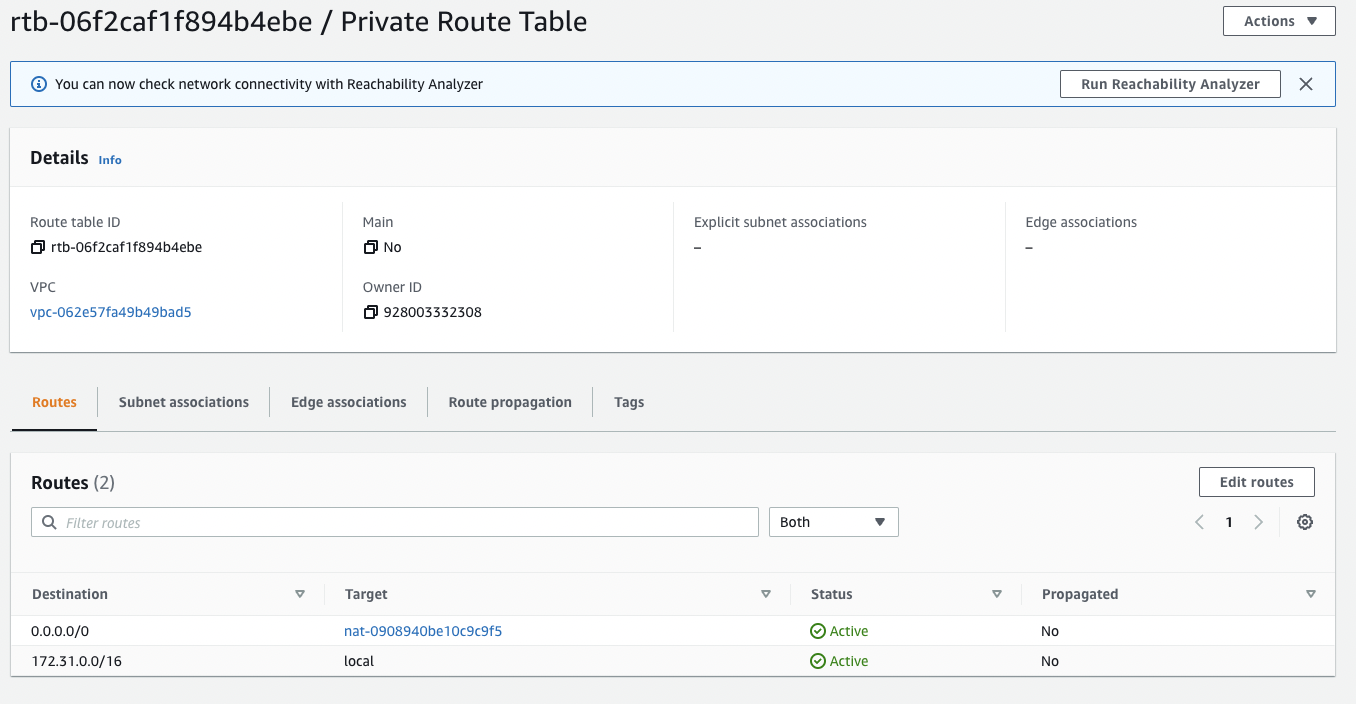 rtb-06f2caf1f894b4ebe / Private Route Table
Actions
You can now check network connectivity with Reachability Analyzer
Run Reachability Analyzer
Details Info
Route table ID
rtb-06f2caf1f894b4ebe
Main
No
Explicit subnet associations
–
Edge associations
–
VPC
vpc-062e57fa49b49bad5
Owner ID
928003332308
Routes
Subnet associations
Edge associations
Route propagation
Tags
Routes (2)
Edit routes
Filter routes
Both
1
Destination Target Status Propagated
0.0.0.0/0 nat-0908940be10c9c9f5 Active No
172.31.0.0/16 local Active No